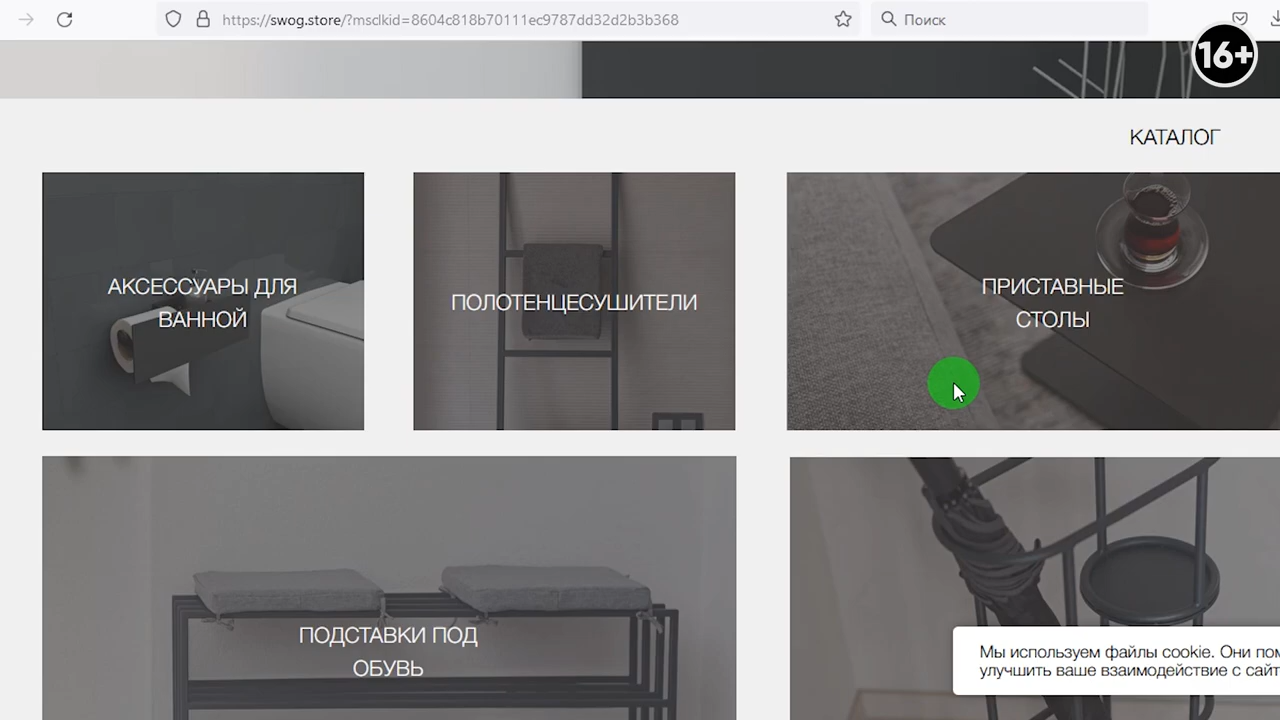 https://swog.store/?msclkid=8604c818b70111ec9787dd32d2b3b368
Поиск
16+
КАТАЛОГ
АКСЕССУАРЫ ДЛЯ
ВАННОЙ
ПОЛОТЕНЦЕСУШИТЕЛИ
ПРИСТАВНЫЕ
СТОЛЫ
ПОДСТАВКИ ПОД
ОБУВЬ
Мы используем файлы cookie. Они пом
улучшить ваше взаимодействие с сайт